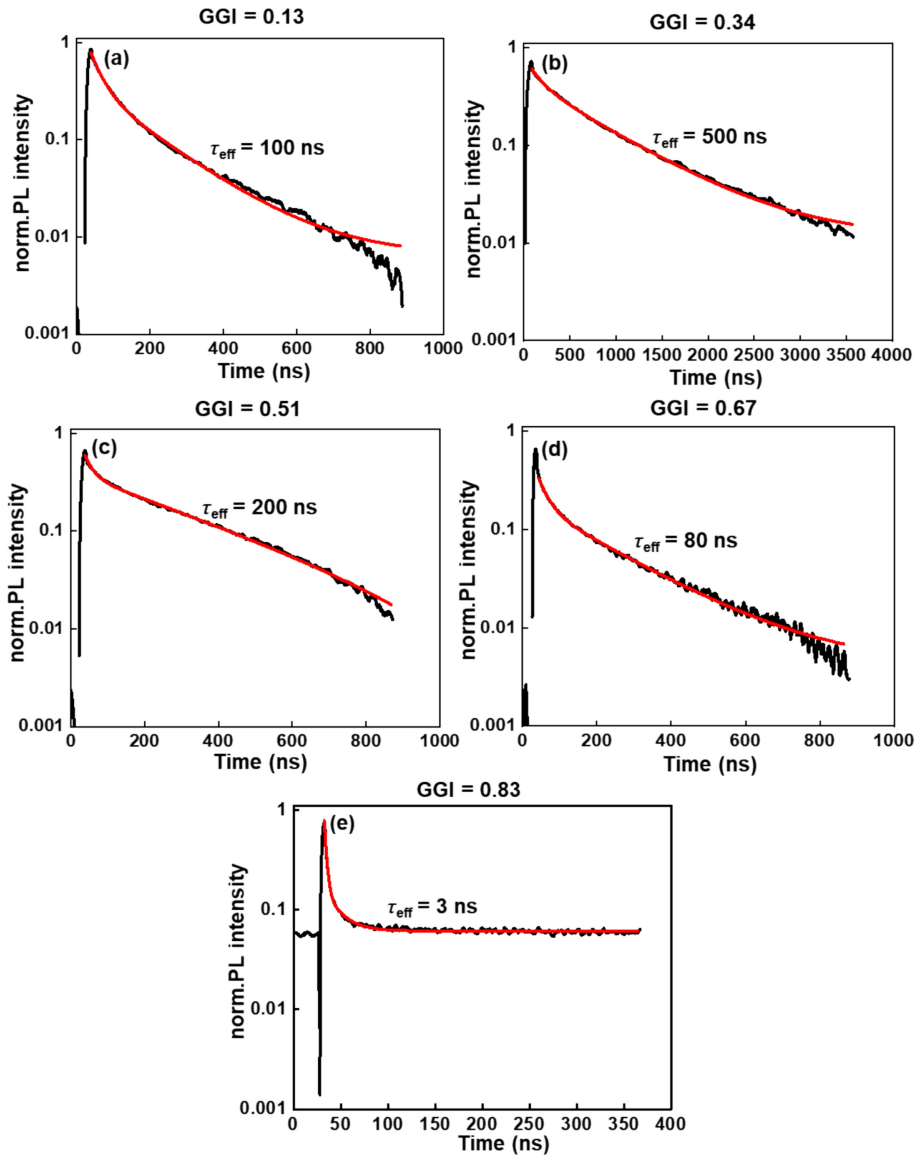 GGI = 0.13
(a)
τeff = 100 ns
norm.PL intensity
1
0.1
0.01
0.001
0 200 400 600 800 1000
Time (ns)
GGI = 0.34
(b)
τeff = 500 ns
norm.PL intensity
1
0.1
0.01
0.001
0 500 1000 1500 2000 2500 3000 3500 4000
Time (ns)
GGI = 0.51
(c)
τeff = 200 ns
norm.PL intensity
1
0.1
0.01
0.001
0 200 400 600 800 1000
Time (ns)
GGI = 0.67
(d)
τeff = 80 ns
norm.PL intensity
1
0.1
0.01
0.001
0 200 400 600 800 1000
Time (ns)
GGI = 0.83
(e)
τeff = 3 ns
norm.PL intensity
1
0.1
0.01
0.001
0 50 100 150 200 250 300 350 400
Time (ns)